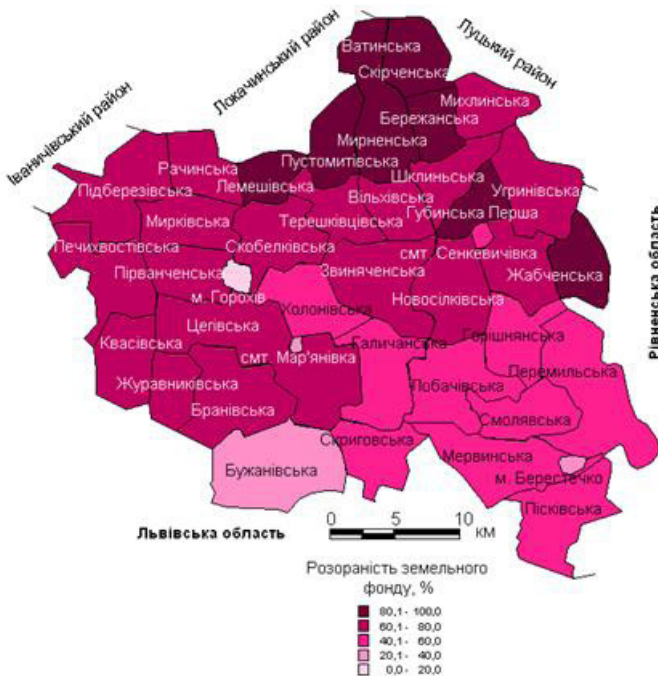 Ватинська
Луцький район
Локачинський район
Скірченська
Михлинська
Іваничівський район
Бережанська
Мирненська
Пустомитівська
Рачинська
Шклинська
Лемешівська
Підберезівська
Вільхівська
Угринівська
Губинська Перша
Мирківська
Терешківцівська
Печихвостівська
Скобелківська
смт.
Сенкевичівка
Пірванченська
Звиняченська
Жабченська
м. Горохів
Новосілківська
Холонівська
Рівненська область
Цегівська
Горішнянська
Квасівська
Галичанська
смт. Мар'янівка
Перемильська
Журавниківська
Лобачівська
Бранівська
Смолявська
Скриговська
Мервинська
Бужанівська
м. Берестечко
Пісківська
0 5 10
км
Львівська область
Розораність земельного
фонду, %
80,1 - 100,0
60,1 - 80,0
40,1 - 60,0
20,1 - 40,0
0,0 - 20,0